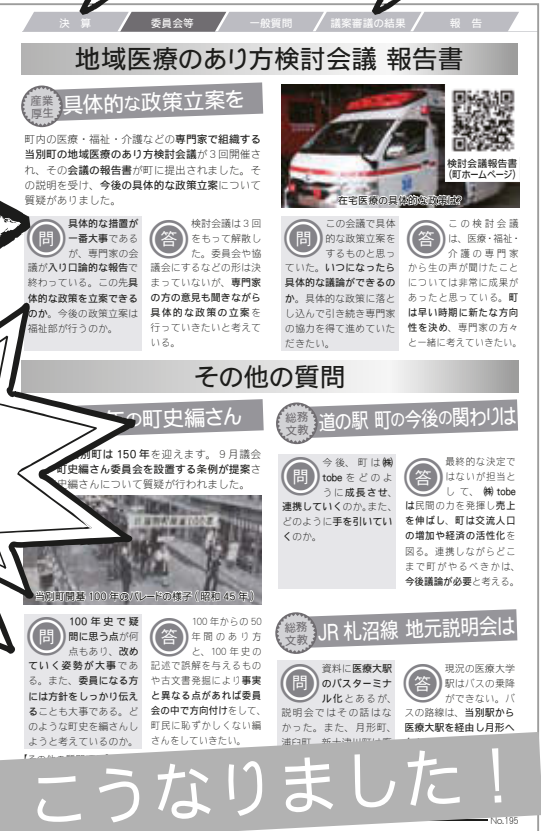 決 算
委員会等
一般質問
議案審議の結果
報 告
地域医療のあり方検討会議 報告書
産業
厚生
具体的な政策立案を
町内の医療・福祉・介護などの専門家で組織する
当別町の地域医療のあり方検討会議が3回開催さ
れ、その会議の報告書が町に提出されました。そ
の説明を受け、今後の具体的な政策立案について
質疑がありました。
検討会議報告書
(町ホームページ)
在宅医療の具体的な政策は?
問
具体的な措置が
一番大事である
が、専門家の会
議が入り口論的な報告で
終わっている。この先具
体的な政策を立案できる
のか。今後の政策立案は
福祉部が行うのか。
答
検討会議は3回
をもって解散し
た。委員会や協
議会にするなどの形は決
まっていないが、専門家
の方の意見も聞きながら
具体的な政策の立案を
行っていきたいと考えて
いる。
問
この会議で具体
的な政策立案を
するものと思っ
ていた。いつになったら
具体的な議論ができるの
か。具体的な政策に落と
し込んで引き続き専門家
の協力を得て進めていた
だきたい。
答
この検討会議
は、医療・福祉・
介護の専門家
から生の声が聞けたこと
については非常に成果が
あったと思っている。町
は早い時期に新たな方向
性を決め、専門家の方々
と一緒に考えていきたい。
その他の質問
年の町史編さん
別町は150年を迎えます。9月議会
町史編さん委員会を設置する条例が提案さ
史編さんについて質疑が行われました。
当別町開基100年のパレードの様子(昭和45年)
問
100年史で疑
問に思う点が何
点もあり、改め
ていく姿勢が大事であ
る。また、委員になる方
には方針をしっかり伝え
ることも大事である。ど
のような町史を編さんし
ようと考えているのか。
答
100年からの50
年間のあり方
と、100年史の
記述で誤解を与えるもの
や古文書発掘により事実
と異なる点があれば委員
会の中で方向付けをして、
町民に恥ずかしくない編
さんをしていきたい。
総務
文教
道の駅 町の今後の関わりは
問
今後、町は㈱
tobeをどのよ
うに成長させ、
連携していくのか。また、
どのように手を引いてい
くのか。
答
最終的な決定で
はないが担当と
して、㈱tobe
は民間の力を発揮し売上
を伸ばし、町は交流人口
の増加や経済の活性化を
図る。連携しながらどこ
まで町がやるべきかは、
今後議論が必要と考える。
総務
文教
JR札沼線 地元説明会は
問
資料に医療大駅
のバスターミナ
ル化とあるが、
説明会ではその話はな
かった。また、月形町、
答
現況の医療大学
駅はバスの乗降
ができない。バ
スの路線は、当別駅から
医療大駅を経由し月形へ
こうなりました!
No.195